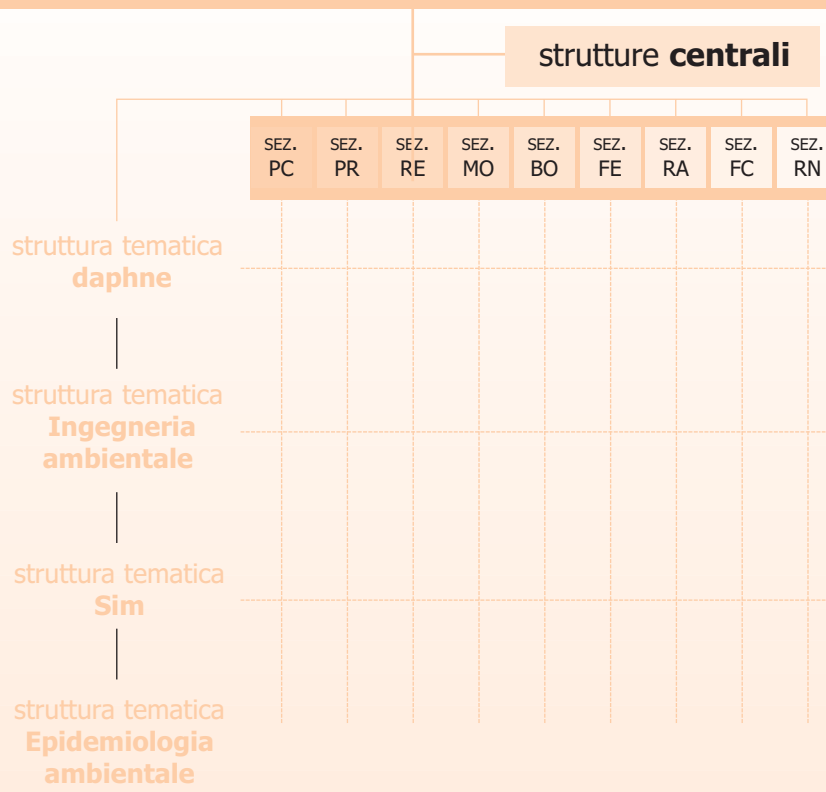 strutture centrali
SEZ. SEZ. SEZ. SEZ. SEZ. SEZ. SEZ. SEZ. SEZ.
PC PR RE MO BO FE RA FC RN
struttura tematica
daphne
struttura tematica
Ingegneria
ambientale
struttura tematica
Sim
struttura tematica
Epidemiologia
ambientale